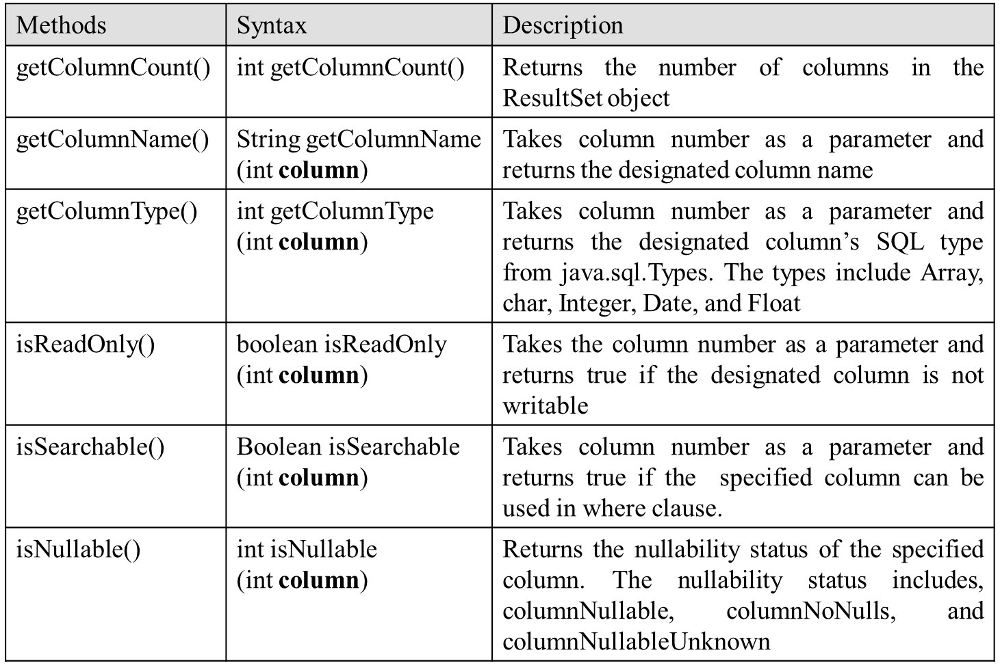 Methods Syntax Description
getColumnCount() int getColumnCount() Returns the number of columns in the
ResultSet object
getColumnName() String getColumnName Takes column number as a parameter and
(int column) returns the designated column name
getColumnType() int getColumnType Takes column number as a parameter and
(int column) returns the designated column’s SQL type
from java.sql.Types. The types include Array,
char, Integer, Date, and Float
isReadOnly() boolean isReadOnly Takes the column number as a parameter and
(int column) returns true if the designated column is not
writable
isSearchable() Boolean isSearchable Takes column number as a parameter and
(int column) returns true if the specified column can be
used in where clause.
isNullable() int isNullable Returns the nullability status of the specified
(int column) column. The nullability status includes,
columnNullable, columnNoNulls, and
columnNullableUnknown